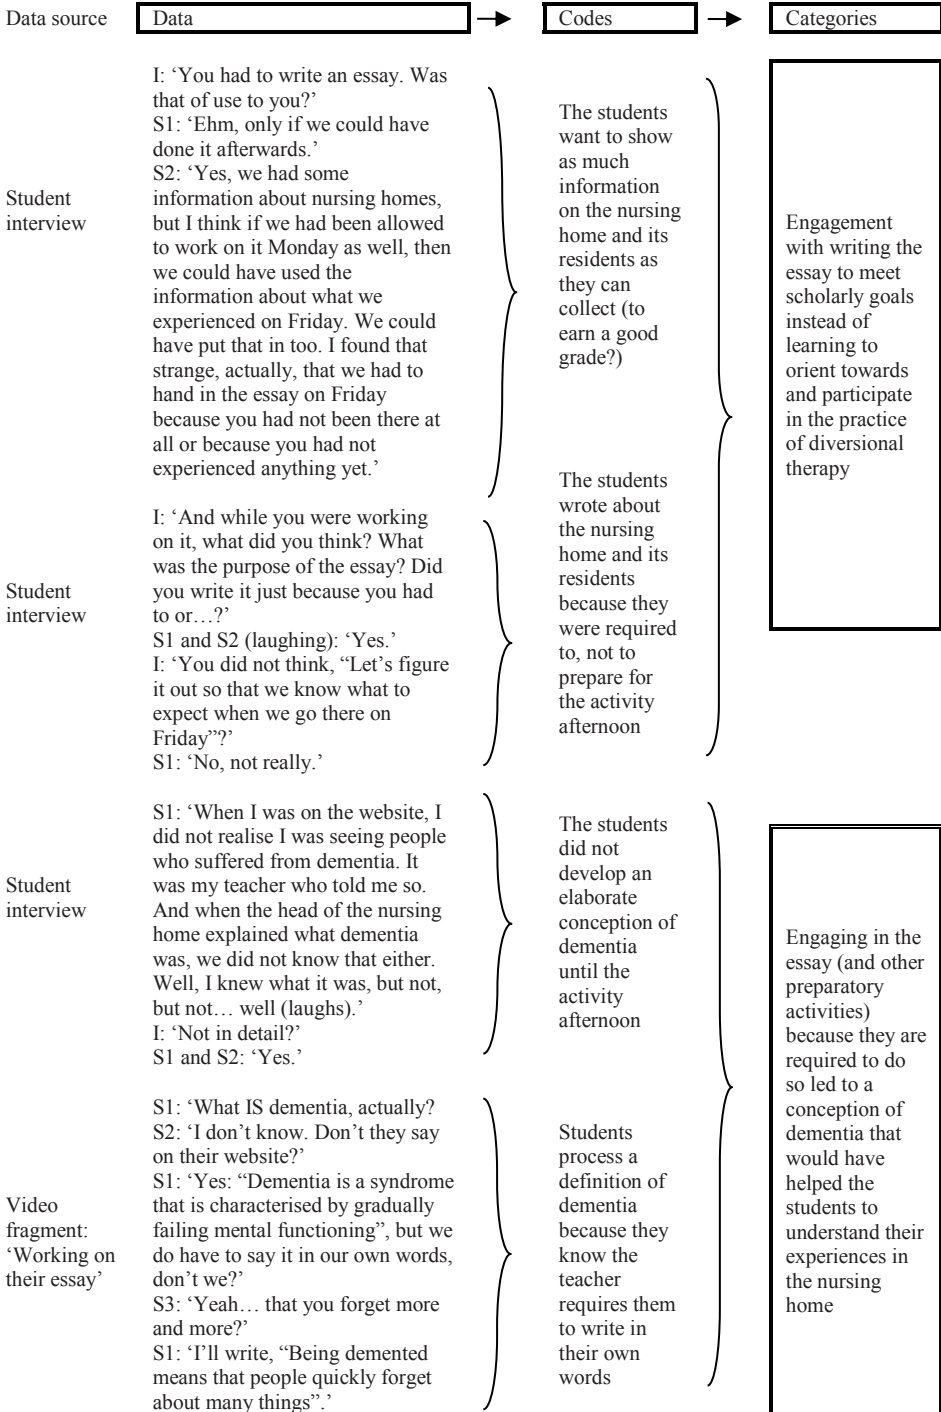 Data source Data Codes Categories
Student
interview
I: ‘You had to write an essay. Was
that of use to you?’
S1: ‘Ehm, only if we could have
done it afterwards.’
S2: ‘Yes, we had some
information about nursing homes,
but I think if we had been allowed
to work on it Monday as well, then
we could have used the
information about what we
experienced on Friday. We could
have put that in too. I found that
strange, actually, that we had to
hand in the essay on Friday
because you had not been there at
all or because you had not
experienced anything yet.’
The students
want to show
as much
information
on the nursing
home and its
residents as
they can
collect (to
earn a good
grade?)
Engagement
with writing the
essay to meet
scholarly goals
instead of
learning to
orient towards
and participate
in the practice
of diversional
therapy
Student
interview
I: ‘And while you were working
on it, what did you think? What
was the purpose of the essay? Did
you write it just because you had
to or…?’
S1 and S2 (laughing): ‘Yes.’
I: ‘You did not think, “Let’s figure
it out so that we know what to
expect when we go there on
Friday”?’
S1: ‘No, not really.’
The students
wrote about
the nursing
home and its
residents
because they
were required
to, not to
prepare for
the activity
afternoon
Student
interview
S1: ‘When I was on the website, I
did not realise I was seeing people
who suffered from dementia. It
was my teacher who told me so.
And when the head of the nursing
home explained what dementia
was, we did not know that either.
Well, I knew what it was, but not,
but not… well (laughs).’
I: ‘Not in detail?’
S1 and S2: ‘Yes.’
The students
did not
develop an
elaborate
conception of
dementia
until the
activity
afternoon
Engaging in the
essay (and other
preparatory
activities)
because they are
required to do
so led to a
conception of
dementia that
would have
helped the
students to
understand their
experiences in
the nursing
home
Video
fragment:
‘Working on
their essay’
S1: ‘What IS dementia, actually?
S2: ‘I don’t know. Don’t they say
on their website?’
S1: ‘Yes: “Dementia is a syndrome
that is characterised by gradually
failing mental functioning”, but we
do have to say it in our own words,
don’t we?’
S3: ‘Yeah… that you forget more
and more?’
S1: ‘I’ll write, “Being demented
means that people quickly forget
about many things”.’
Students
process a
definition of
dementia
because they
know the
teacher
requires them
to write in
their own
words